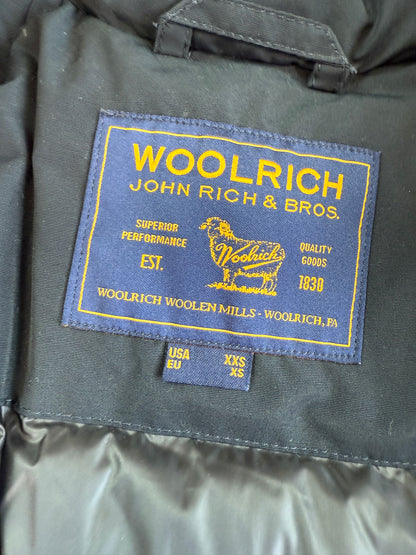 WOOLRICH
JOHN RICH & BROS.
SUPERIOR PERFORMANCE
Woolrich
QUALITY GOODS
EST.
1830
WOOLRICH WOOLEN MILLS - WOOLRICH, PA
USA XXS
EU XS